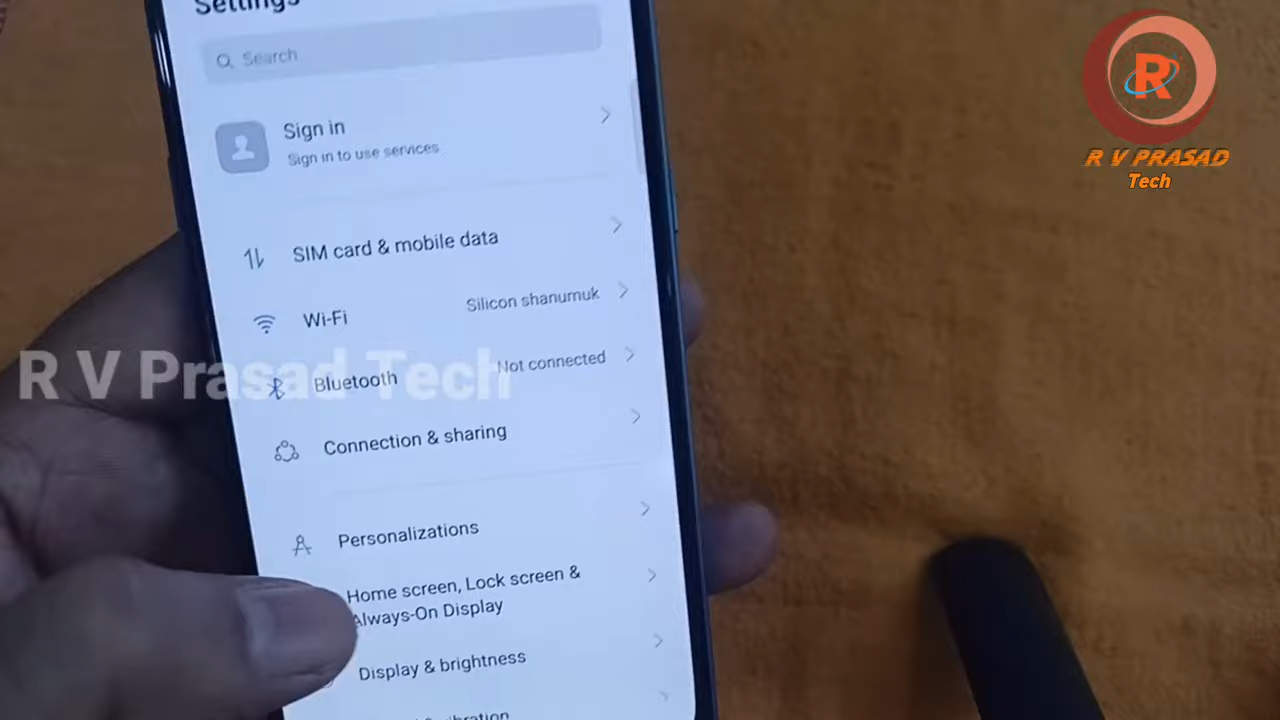 Settings
Search
Sign in
Sign in to use services
SIM card & mobile data
Wi-Fi
Silicon shanumuk
Bluetooth
Not connected
Connection & sharing
Personalizations
Home screen, Lock screen &
Always-On Display
Display & brightness
& vibration
R
R V PRASAD
Tech
R V Prasad Tech